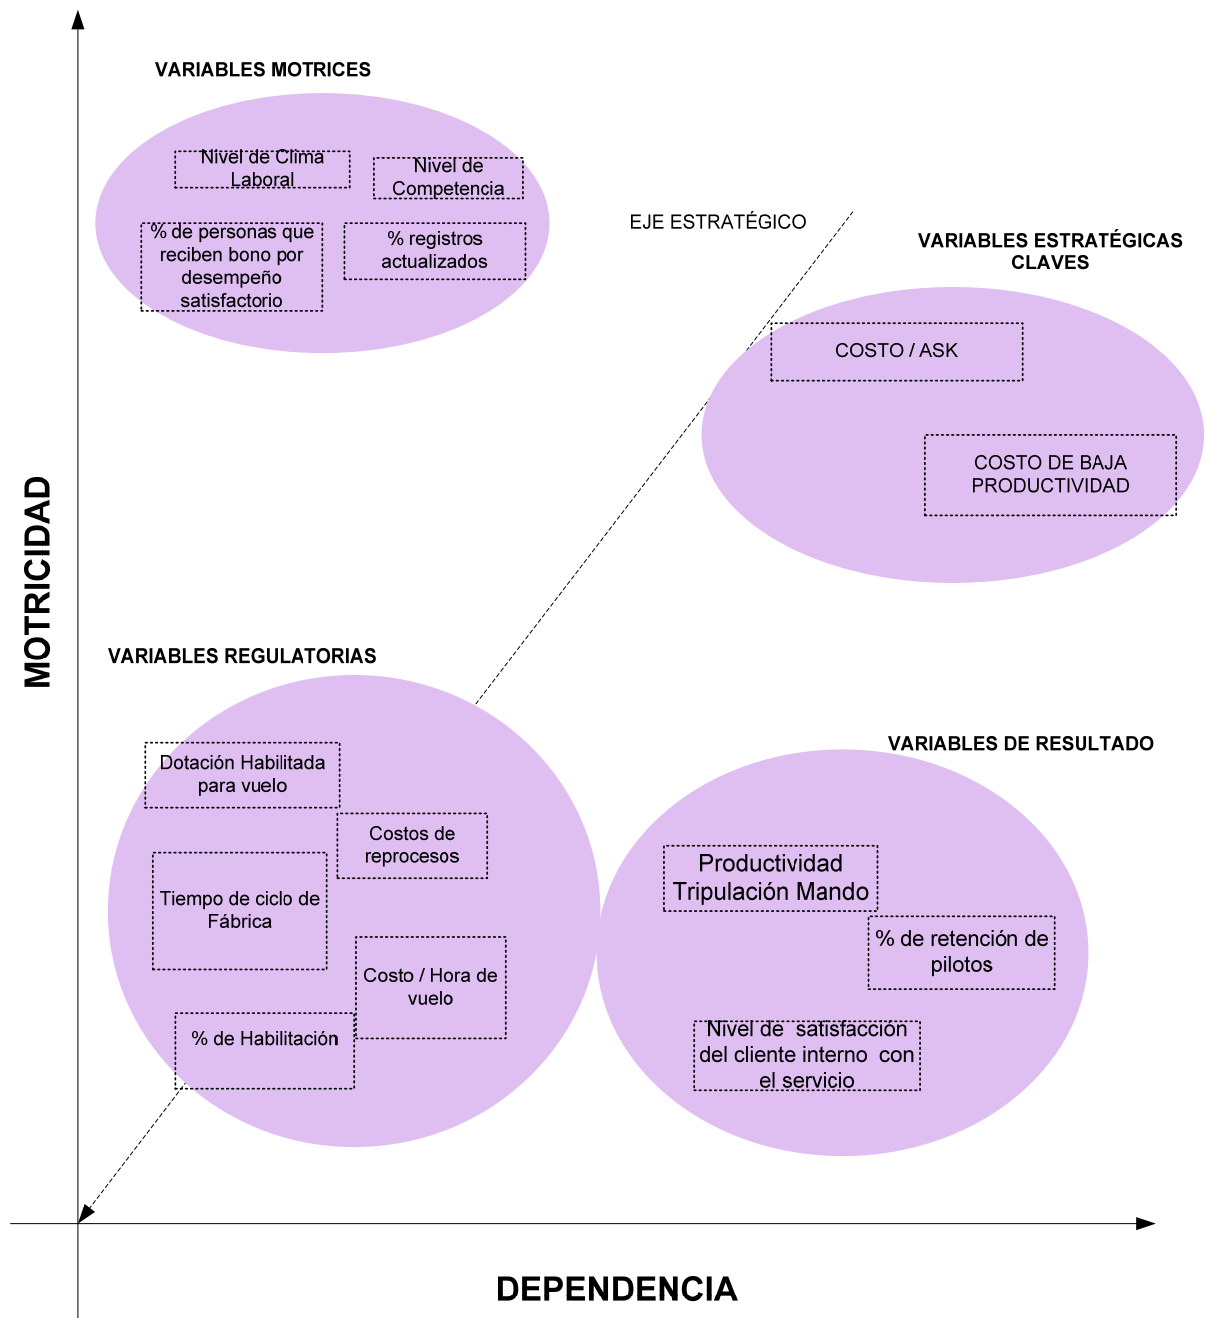 VARIABLES MOTRICES
Nivel de Clima
Laboral
Nivel de
Competencia
% de personas que
reciben bono por
desempeño
satisfactorio
% registros
actualizados
EJE ESTRATÉGICO
VARIABLES ESTRATÉGICAS
CLAVES
COSTO / ASK
COSTO DE BAJA
PRODUCTIVIDAD
MOTRICIDAD
VARIABLES REGULATORIAS
Dotación Habilitada
para vuelo
Costos de
reprocesos
Tiempo de ciclo de
Fábrica
Costo / Hora de
vuelo
% de Habilitación
VARIABLES DE RESULTADO
Productividad
Tripulación Mando
% de retención de
pilotos
Nivel de  satisfacción
del cliente interno  con
el servicio
DEPENDENCIA